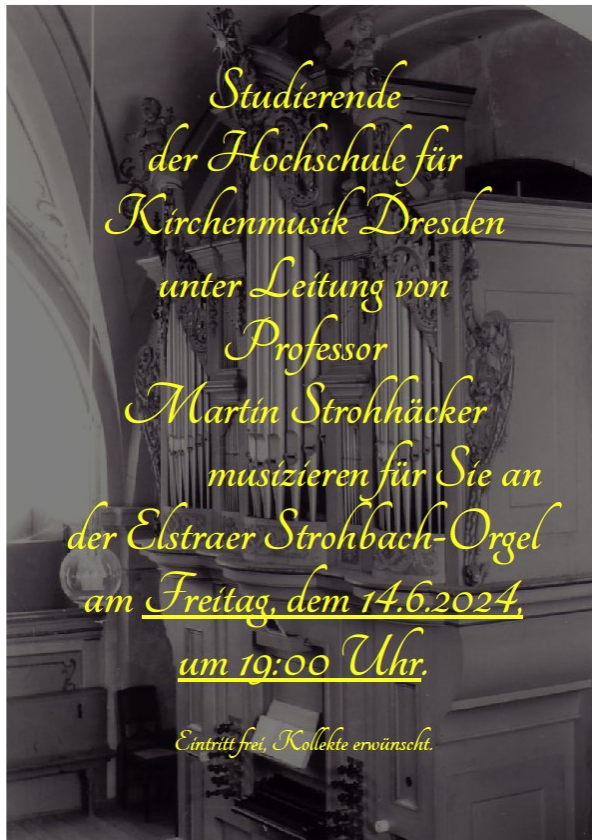 Studierende
der Hochschule für
Kirchenmusik Dresden
unter Leitung von
Professor
Martin Strohhäcker
musizieren für Sie an
der Elstraer Strohbach-Orgel
am Freitag, dem 14.6.2024,
um 19:00 Uhr.
Eintritt frei, Kollekte erwünscht.